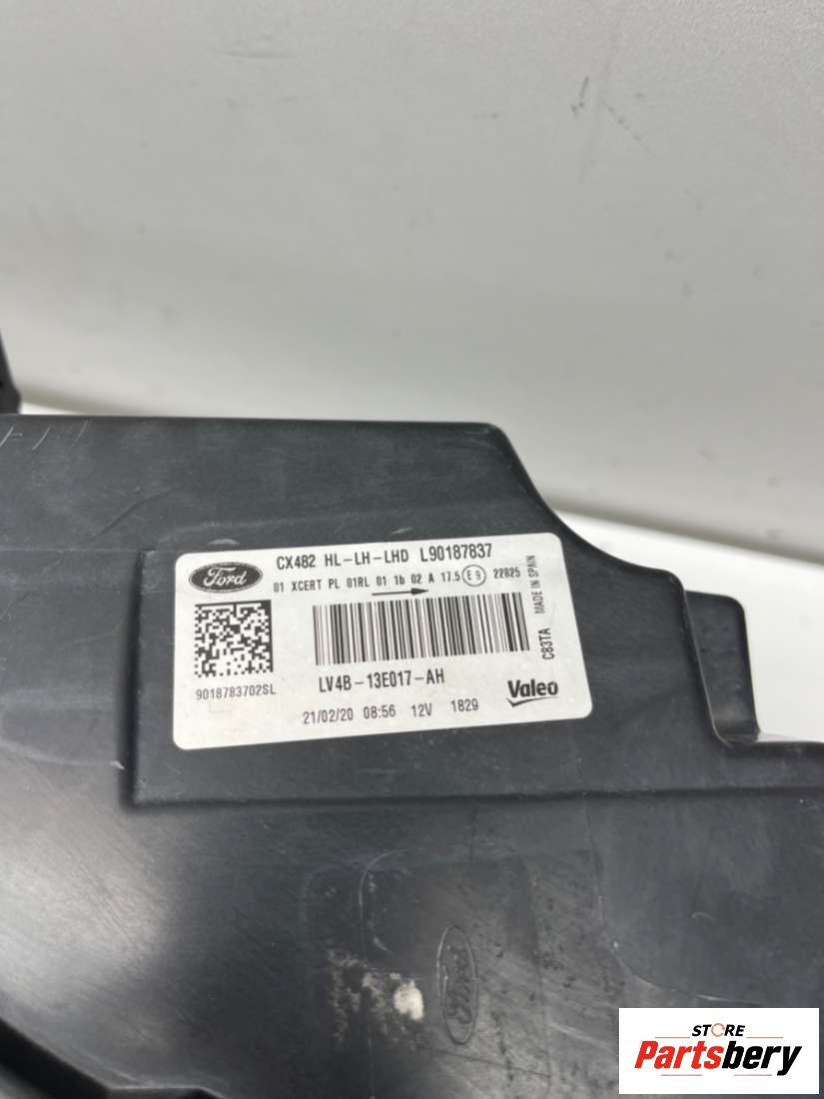 Ford
CX482 HL-LH-LHD L90187837
01 XCERT PL 01RL 01 1b 02 A 17.5 E9 22825
9018783702SL
LV4B-13E017-AH
21/02/20 08:56 12V 1829
Valeo
C83TA MADE IN SPAIN
STORE
Partsbery